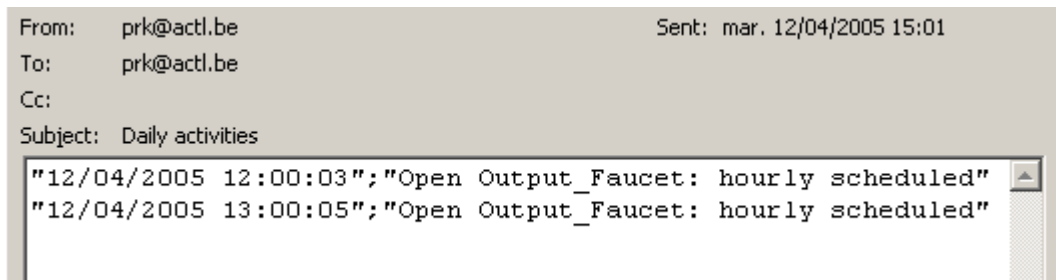 From: prk@actl.be Sent: mar. 12/04/2005 15:01
To: prk@actl.be
Cc:
Subject: Daily activities
"12/04/2005 12:00:03";"Open Output_Faucet: hourly scheduled"
"12/04/2005 13:00:05";"Open Output_Faucet: hourly scheduled"